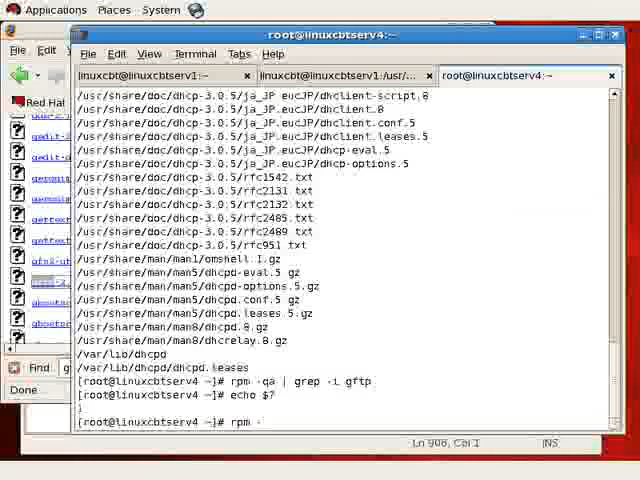 Applications Places System
root@linuxcbtserv4:~
File Edit View Terminal Tabs Help
linuxcbt@linuxcbtserv1:~
linuxcbt@linuxcbtserv1:/usr/...
root@linuxcbtserv4:~
File Ed
Red Hat
/usr/share/doc/dhcp-3.0.5/ja_JP.eucJP/dhclient-script.8
/usr/share/doc/dhcp-3.0.5/ja_JP.eucJP/dhclient.8
/usr/share/doc/dhcp-3.0.5/ja_JP.eucJP/dhclient.conf.5
/usr/share/doc/dhcp-3.0.5/ja_JP.eucJP/dhclient.leases.5
/usr/share/doc/dhcp-3.0.5/ja_JP.eucJP/dhcp-eval.5
/usr/share/doc/dhcp-3.0.5/ja_JP.eucJP/dhcp-options.5
/usr/share/doc/dhcp-3.0.5/rfc1542.txt
/usr/share/doc/dhcp-3.0.5/rfc2131.txt
/usr/share/doc/dhcp-3.0.5/rfc2132.txt
/usr/share/doc/dhcp-3.0.5/rfc2485.txt
/usr/share/doc/dhcp-3.0.5/rfc2489.txt
/usr/share/doc/dhcp-3.0.5/rfc951.txt
/usr/share/man/man1/omshell.1.gz
/usr/share/man/man5/dhcpd-eval.5.gz
/usr/share/man/man5/dhcpd-options.5.gz
/usr/share/man/man5/dhcpd.conf.5.gz
/usr/share/man/man5/dhcpd.leases.5.gz
/usr/share/man/man8/dhcpd.8.gz
/usr/share/man/man8/dhcrelay.8.gz
/var/lib/dhcpd
/var/lib/dhcpd/dhcpd.leases
[root@linuxcbtserv4 ~]# rpm -qa | grep -i gftp
[root@linuxcbtserv4 ~]# echo $?
1
[root@linuxcbtserv4 ~]# rpm -
Find: g
Done
Ln 906, Col 1 INS